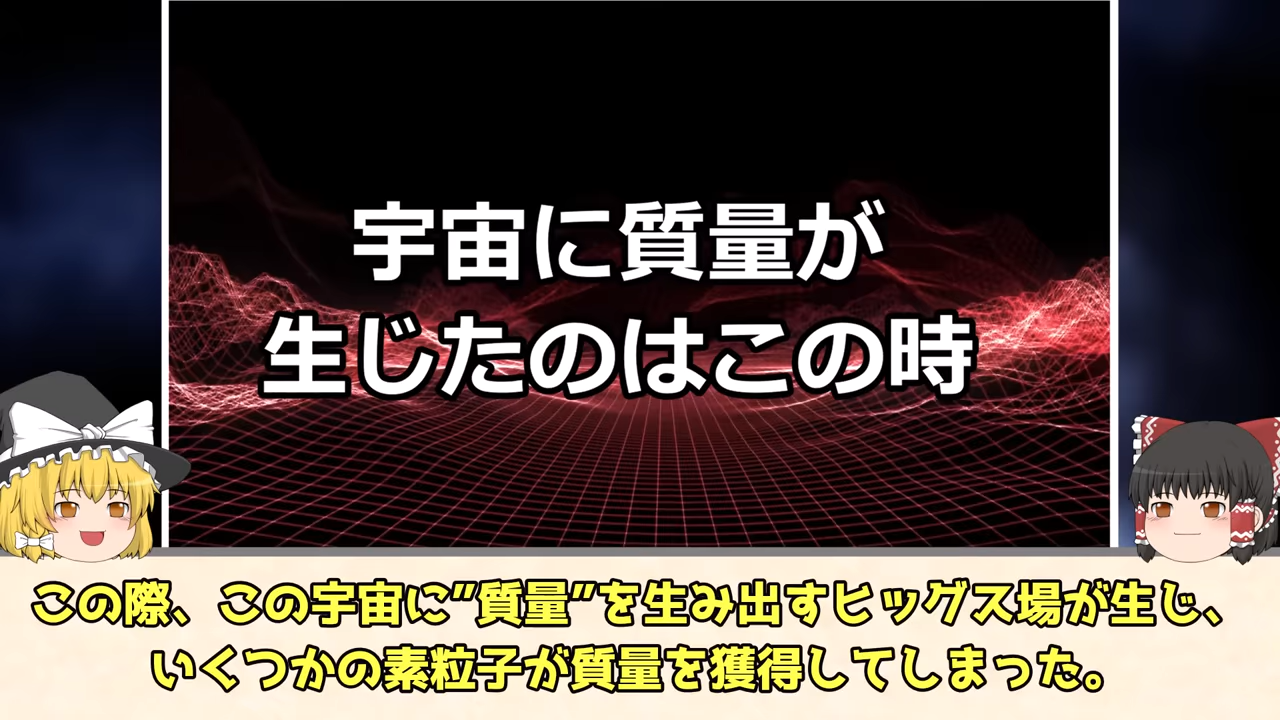 宇宙に質量が
生じたのはこの時
この際、この宇宙に"質量"を生み出すヒッグス場が生じ、
いくつかの素粒子が質量を獲得してしまった。